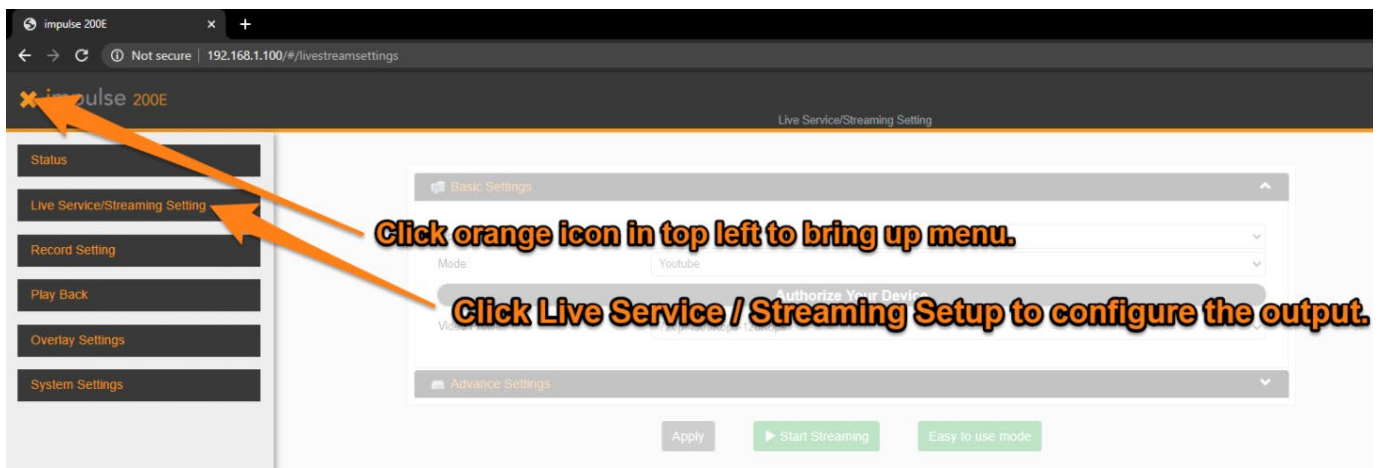 impulse 200E
Not secure | 192.168.1.100/#/livestreamsettings
impulse 200E
Live Service/Streaming Setting
Status
Live Service/Streaming Setting
Record Setting
Play Back
Overlay Settings
System Settings
Basic Settings
Click orange icon in top left to bring up menu.
Mode:
Youtube
Authorize Your Device
Click Live Service / Streaming Setup to configure the output.
Advance Settings
Apply
Start Streaming
Easy to use mode